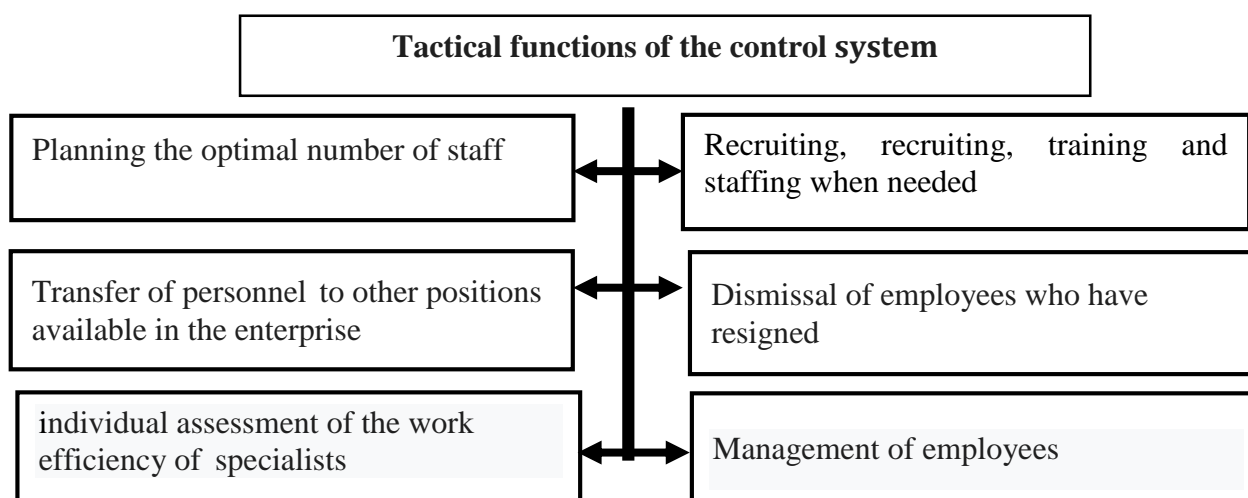 Tactical functions of the control system
Planning the optimal number of staff
Recruiting, recruiting, training and
staffing when needed
Transfer of personnel to other positions
available in the enterprise
Dismissal of employees who have
resigned
individual assessment of the work
efficiency of specialists
Management of employees